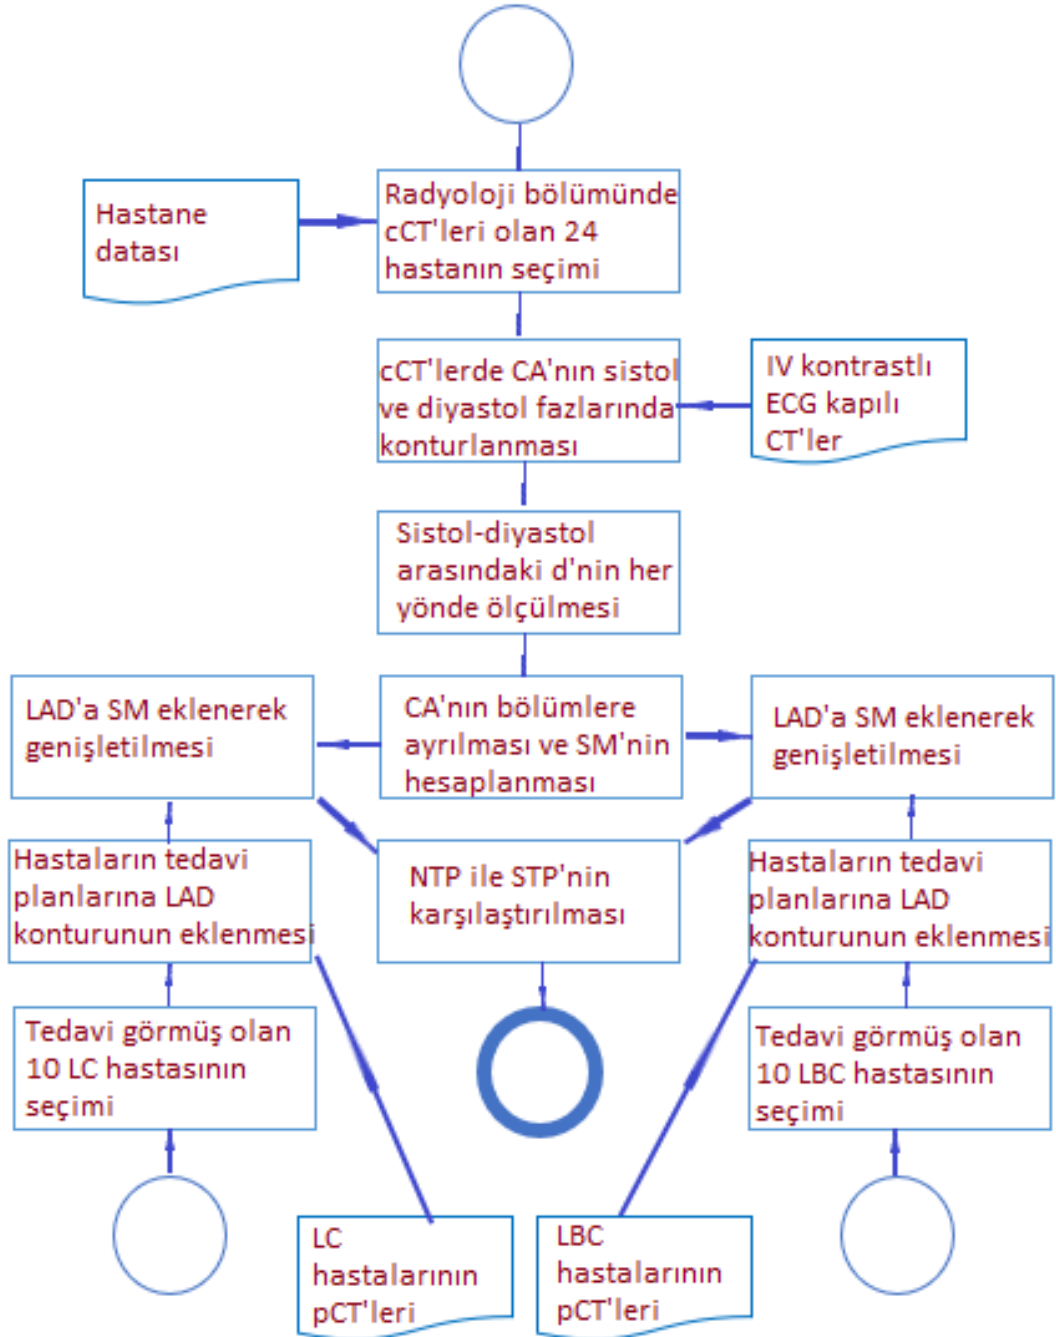 Hastane
datası
Radyoloji bölümünde
cCT'leri olan 24
hastanın seçimi
cCT'lerde CA'nın sistol
ve diyastol fazlarında
konturlanması
IV kontrastlı
ECG kapılı
CT'ler
Sistol-diyastol
arasındaki d'nin her
yönde ölçülmesi
LAD'a SM eklenerek
genişletilmesi
CA'nın bölümlere
ayrılması ve SM'nin
hesaplanması
LAD'a SM eklenerek
genişletilmesi
Hastaların tedavi
planlarına LAD
konturunun eklenmesi
NTP ile STP'nin
karşılaştırılması
Hastaların tedavi
planlarına LAD
konturunun eklenmesi
Tedavi görmüş olan
10 LC hastasının
seçimi
Tedavi görmüş olan
10 LBC hastasının
seçimi
LC
hastalarının
pCT'leri
LBC
hastalarının
pCT'leri